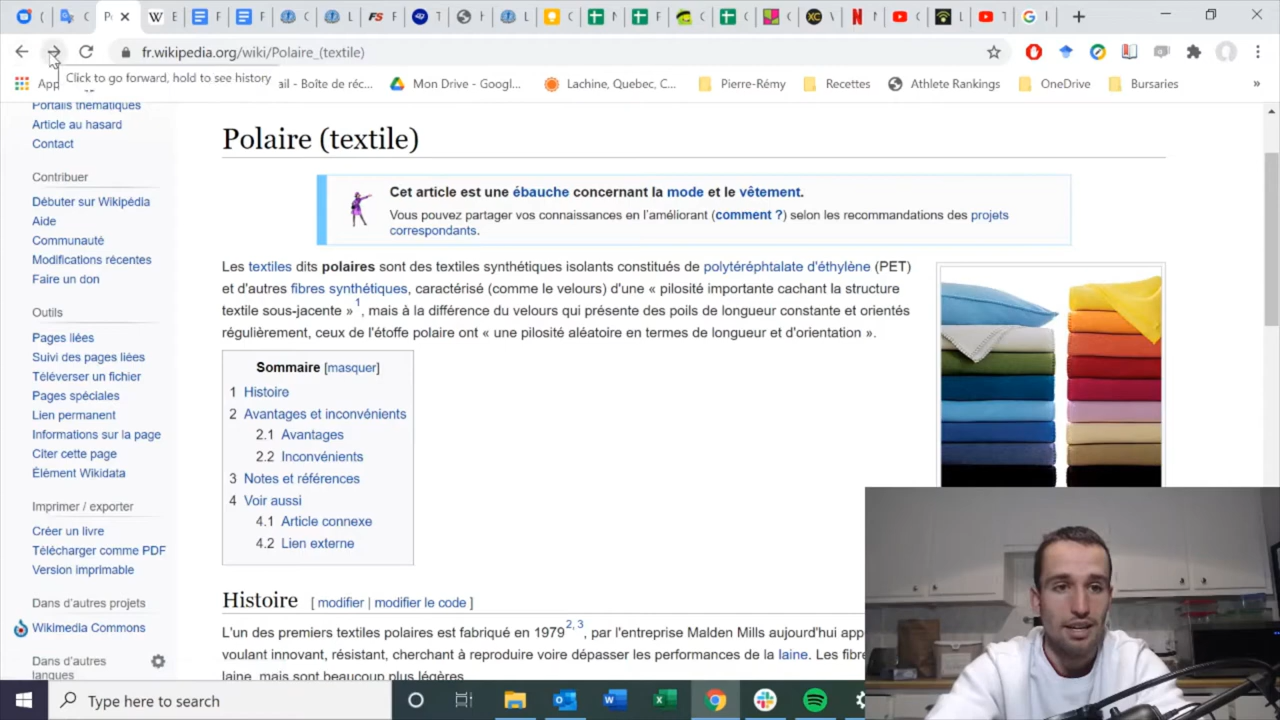 fr.wikipedia.org/wiki/Polaire_(textile)
Click to go forward, hold to see history
App
ail - Boîte de réc...
Mon Drive - Googl...
Lachine, Quebec, C...
Pierre-Rémy
Recettes
Athlete Rankings
OneDrive
Bursaries
»
Portails thématiques
Article au hasard
Contact
Contribuer
Débuter sur Wikipédia
Aide
Communauté
Modifications récentes
Faire un don
Outils
Pages liées
Suivi des pages liées
Téléverser un fichier
Pages spéciales
Lien permanent
Informations sur la page
Citer cette page
Élément Wikidata
Imprimer / exporter
Créer un livre
Télécharger comme PDF
Version imprimable
Dans d'autres projets
Wikimedia Commons
Dans d'autres
langues
Polaire (textile)
Cet article est une ébauche concernant la mode et le vêtement.
Vous pouvez partager vos connaissances en l'améliorant (comment ?) selon les recommandations des projets
correspondants.
Les textiles dits polaires sont des textiles synthétiques isolants constitués de polytéréphtalate d'éthylène (PET)
et d'autres fibres synthétiques, caractérisé (comme le velours) d'une « pilosité importante cachant la structure
textile sous-jacente »1, mais à la différence du velours qui présente des poils de longueur constante et orientés
régulièrement, ceux de l'étoffe polaire ont « une pilosité aléatoire en termes de longueur et d'orientation ».
Sommaire [masquer]
1 Histoire
2 Avantages et inconvénients
2.1 Avantages
2.2 Inconvénients
3 Notes et références
4 Voir aussi
4.1 Article connexe
4.2 Lien externe
Histoire [ modifier | modifier le code ]
L'un des premiers textiles polaires est fabriqué en 19792, 3, par l'entreprise Malden Mills aujourd'hui app
voulant innovant, résistant, cherchant à reproduire voire dépasser les performances de la laine. Les fibre
laine, mais sont beaucoup plus légères.
Type here to search